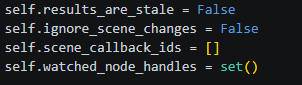 self.results_are_stale = False
self.ignore_scene_changes = False
self.scene_callback_ids = []
self.watched_node_handles = set()